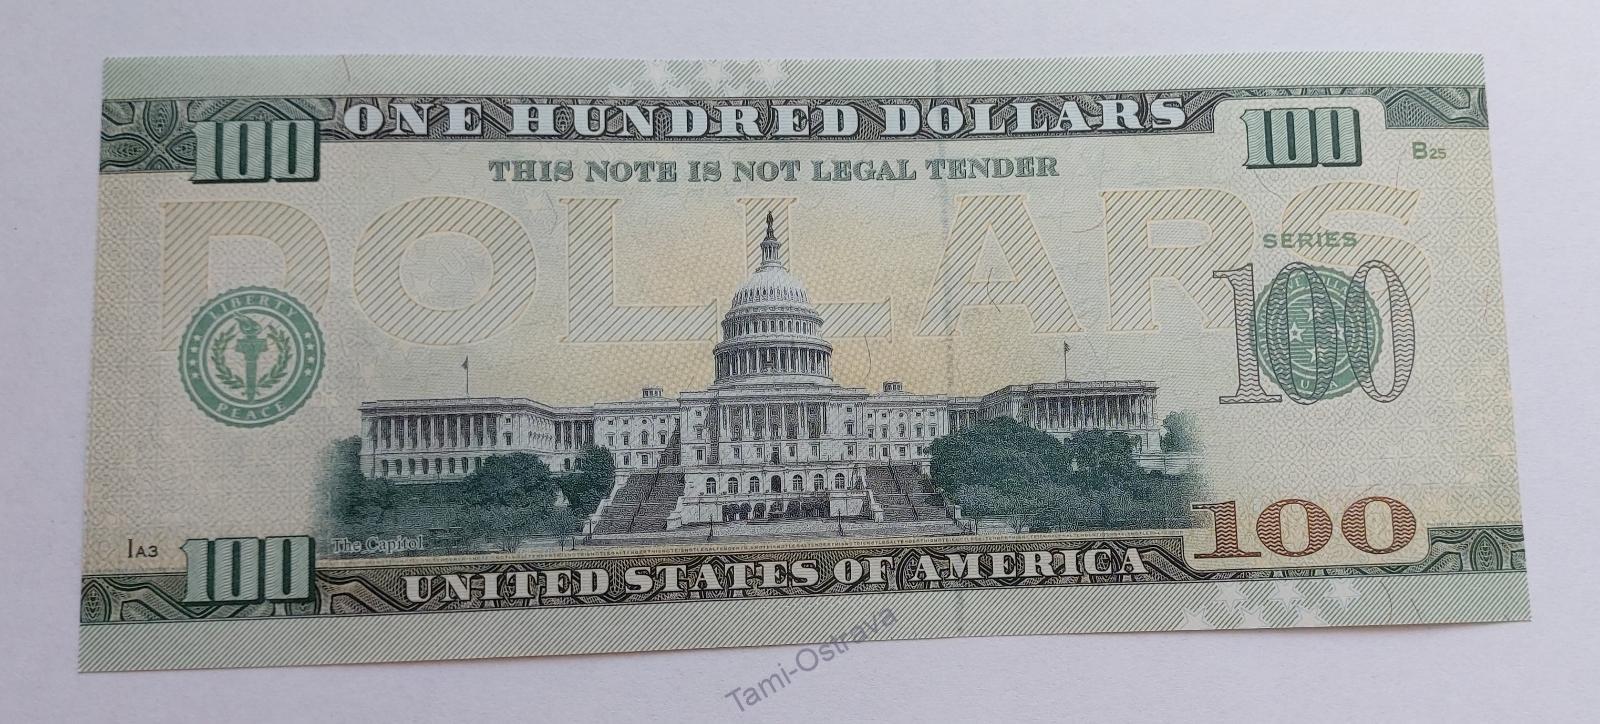 ONE HUNDRED DOLLARS
100
100
B25
THIS NOTE IS NOT LEGAL TENDER
DOLLARS
SERIES
100
LIBERTY
PEACE
USA
The Capitol
IA3
100
100
UNITED STATES OF AMERICA
Tami-Ostrava